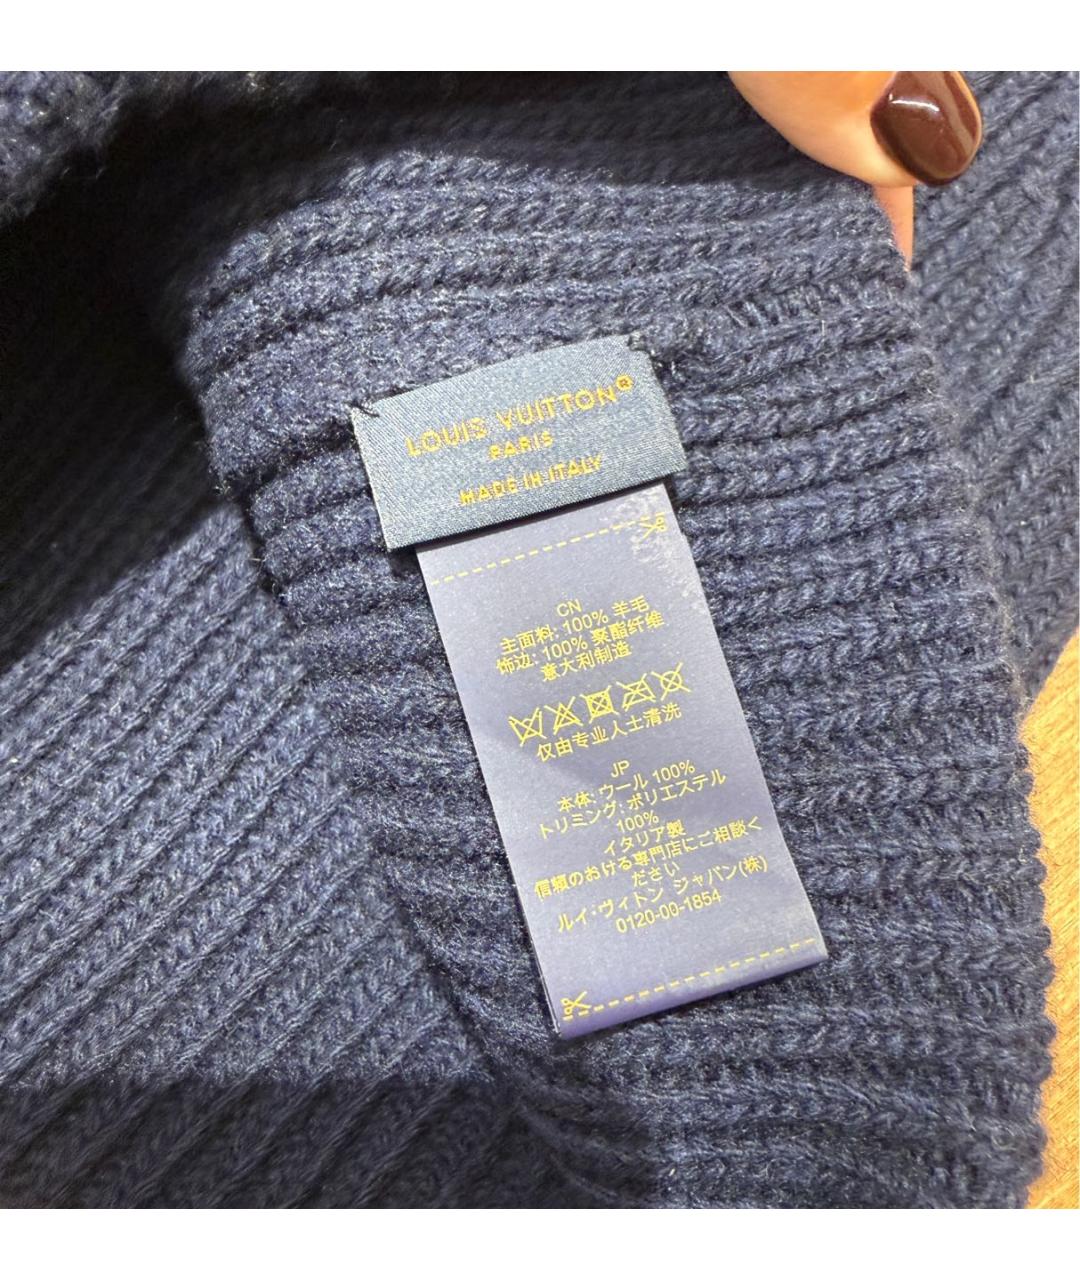 LOUIS VUITTON®
PARIS
MADE IN ITALY
CN
主面料: 100% 羊毛
饰边: 100% 聚酯纤维
意大利制造
仅由专业人士清洗
JP
本体: ウール 100%
トリミング: ポリエステル
100%
イタリア製
信頼のおける専門店にご相談く
ださい
ルイ・ヴィトン ジャパン(株)
0120-00-1854